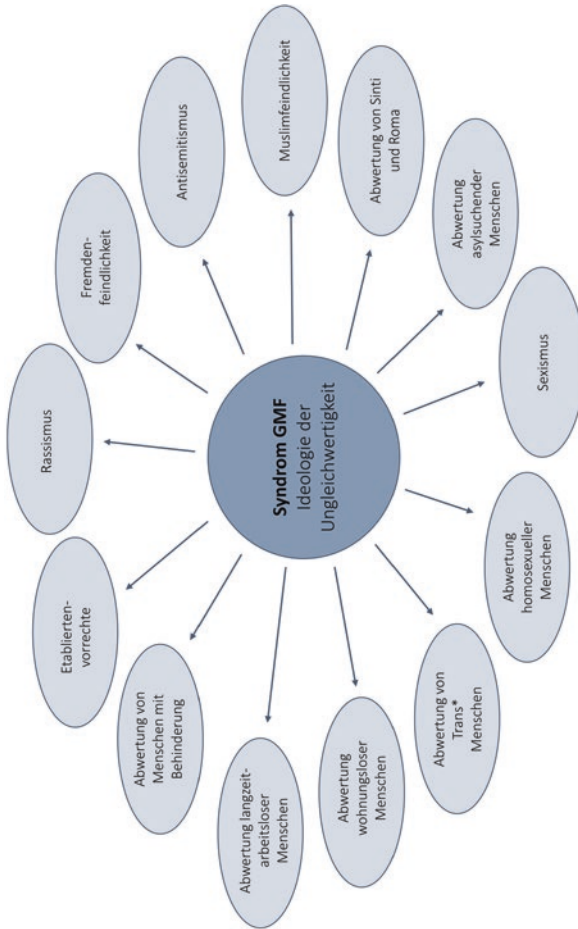 Rassismus
Fremden-
feindlichkeit
Antisemitismus
Muslimfeindlichkeit
Abwertung von Sinti
und Roma
Abwertung
asylsuchender
Menschen
Sexismus
Abwertung
homosexueller
Menschen
Abwertung von
Trans*
Menschen
Abwertung
wohnungsloser
Menschen
Abwertung langzeit-
arbeitsloser
Menschen
Abwertung von
Menschen mit
Behinderung
Etablierten-
vorrechte
Syndrom GMF
Ideologie der
Ungleichwertigkeit